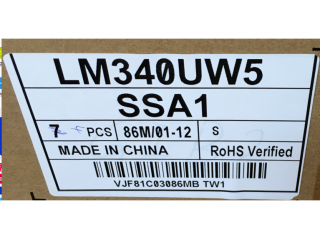 LM340UW5
SSA1
7 PCS 86M/01-12 S
MADE IN CHINA RoHS Verified
VJF81C03086MB TW1